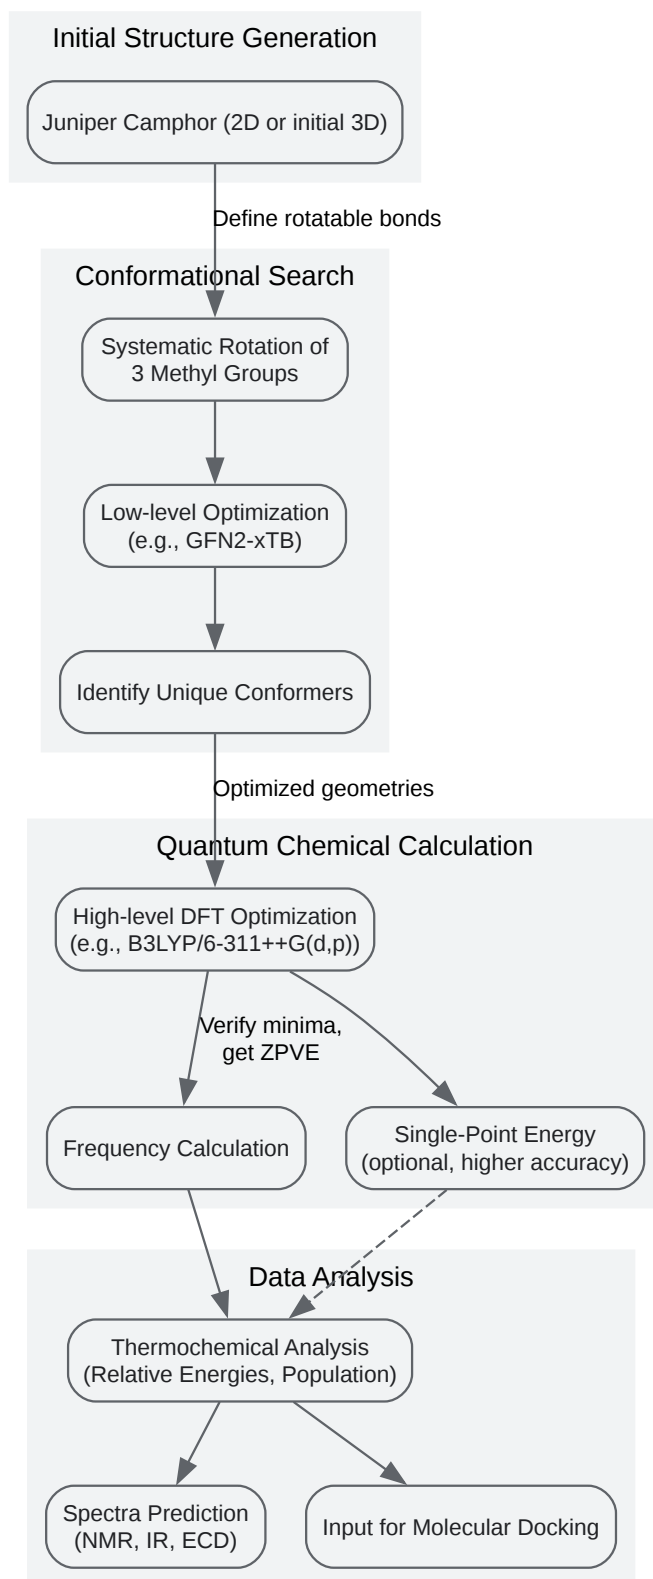 Initial Structure Generation
Juniper Camphor (2D or initial 3D)
Define rotatable bonds
Conformational Search
Systematic Rotation of
3 Methyl Groups
Low-level Optimization
(e.g., GFN2-xTB)
Identify Unique Conformers
Optimized geometries
Quantum Chemical Calculation
High-level DFT Optimization
(e.g., B3LYP/6-311++G(d,p))
Verify minima,
get ZPVE
Frequency Calculation
Single-Point Energy
(optional, higher accuracy)
Data Analysis
Thermochemical Analysis
(Relative Energies, Population)
Spectra Prediction
(NMR, IR, ECD)
Input for Molecular Docking